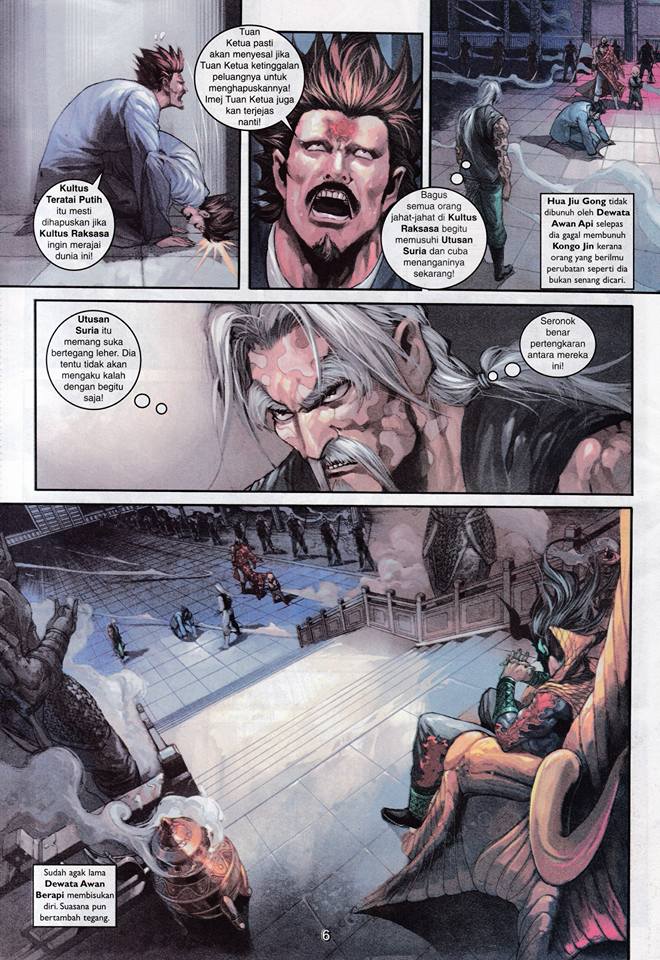 Kultus
Teratai Putih
itu mesti
dihapuskan jika
Kultus Raksasa
ingin merajai
dunia ini!
Tuan
Ketua pasti
akan menyesal jika
Tuan Ketua ketinggalan
peluangnya untuk
menghapuskannya!
Imej Tuan Ketua juga
kan terjejas
nanti!
Bagus
semua orang
jahat-jahat di Kultus
Raksasa begitu
memusuhi Utusan
Suria dan cuba
menanganinya
sekarang!
Hua Jiu Gong tidak
dibunuh oleh Dewata
Awan Api selepas
dia gagal membunuh
Kongo Jin kerana
orang yang berilmu
perubatan seperti dia
bukan senang dicari.
Utusan
Suria itu
memang suka
bertegang leher. Dia
tentu tidak akan
mengaku kalah
dengan begitu
saja!
Seronok
benar
pertengkaran
antara mereka
ini!
Sudah agak lama
Dewata Awan
Berapi membisukan
diri. Suasana pun
bertambah tegang.
6